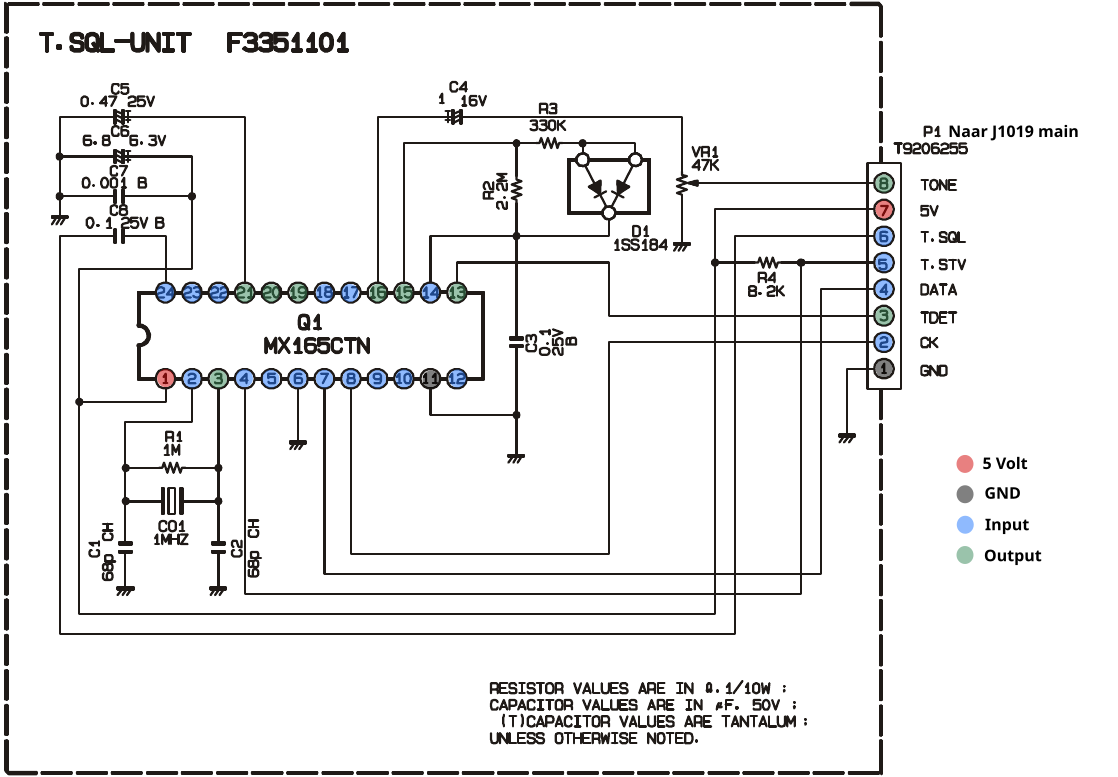 T.SQL-UNIT F3351101
C5
0.47 25V
C6
6.8 6.3V
C7
0.001 B
C8
0.1 25V B
C4
1 16V
R3
330K
R2
2.2M
VR1
47K
D1
1SS184
P1 Naar J1019 main
T9206255
8 TONE
7 5V
6 T.SQL
5 T.STV
4 DATA
3 TDET
2 CK
1 GND
R4
8.2K
24 23 22 21 20 19 18 17 16 15 14 13
Q1
MX165CTN
C3
0.1
25V
B
1 2 3 4 5 6 7 8 9 10 11 12
R1
1M
CO1
1MHZ
C1
68p CH
C2
68p CH
5 Volt
GND
Input
Output
RESISTOR VALUES ARE IN Ω. 1/10W :
CAPACITOR VALUES ARE IN µF. 50V :
(T)CAPACITOR VALUES ARE TANTALUM :
UNLESS OTHERWISE NOTED.